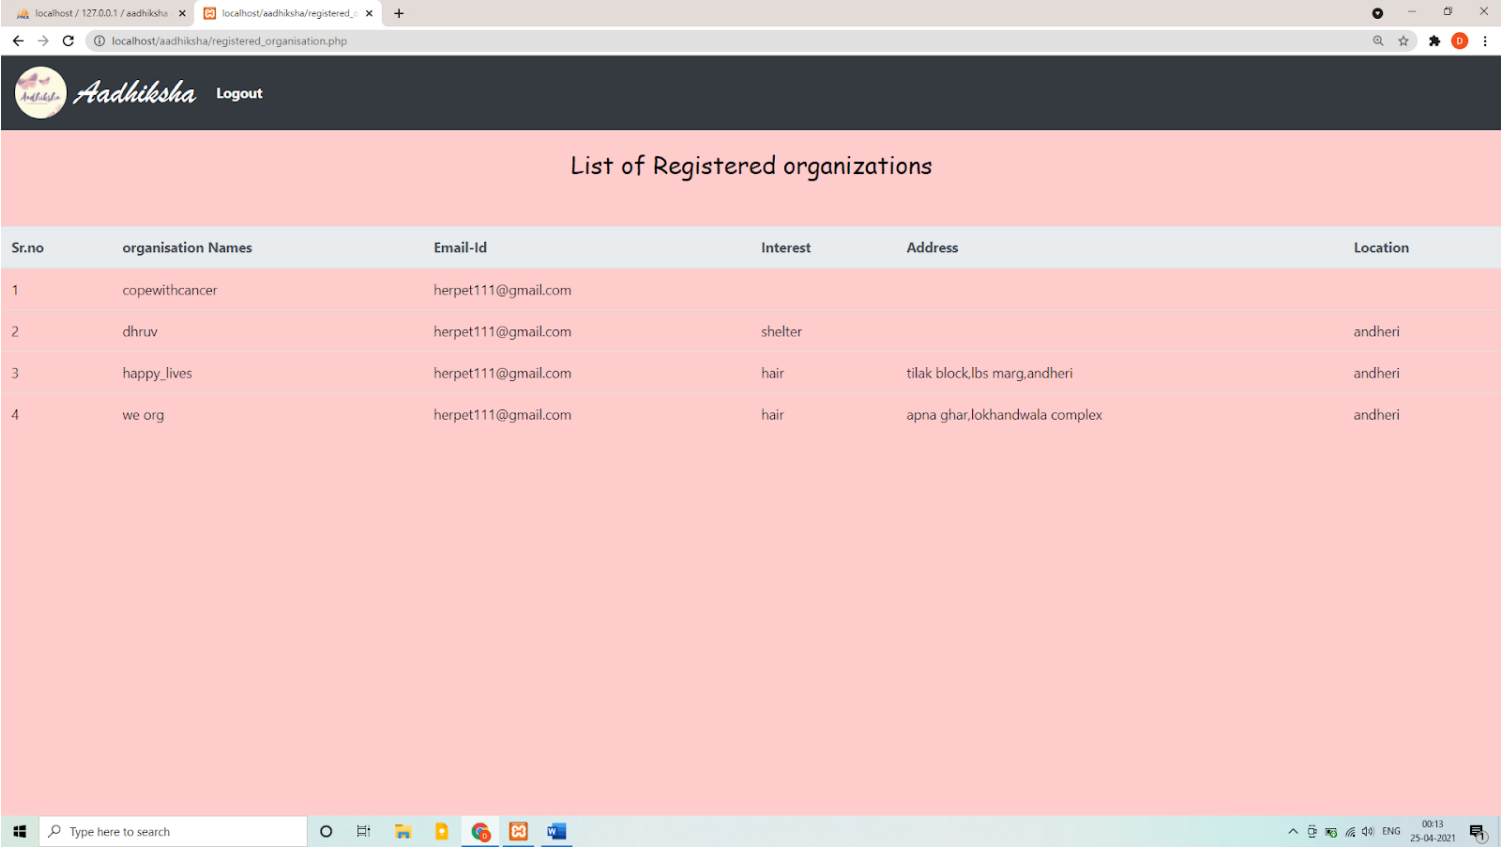 localhost / 127.0.0.1 / aadhiksha
localhost/aadhiksha/registered_o
localhost/aadhiksha/registered_organisation.php
D
Aadhiksha Aadhiksha Logout
List of Registered organizations
Sr.no organisation Names Email-Id Interest Address Location
1 copewithcancer herpet111@gmail.com
2 dhruv herpet111@gmail.com shelter andheri
3 happy_lives herpet111@gmail.com hair tilak block,lbs marg,andheri andheri
4 we org herpet111@gmail.com hair apna ghar,lokhandwala complex andheri
Type here to search
ENG
00:13
25-04-2021
1